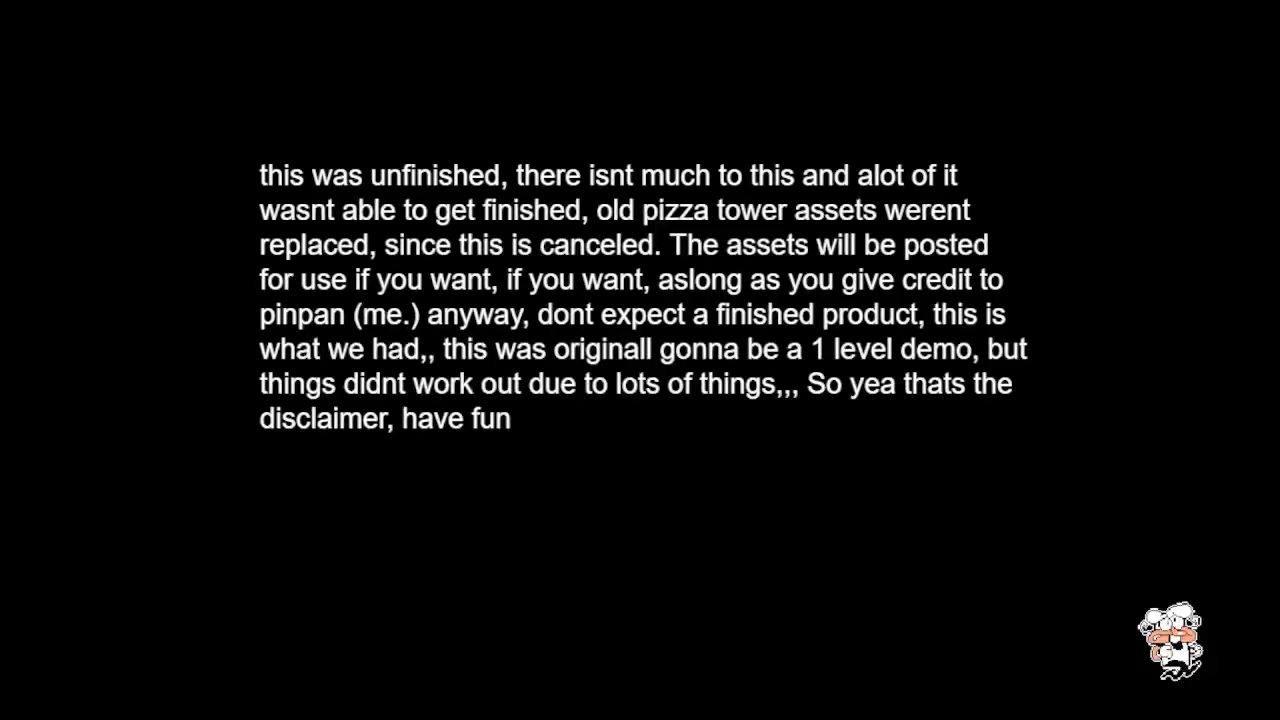 this was unfinished, there isnt much to this and alot of it
wasnt able to get finished, old pizza tower assets werent
replaced, since this is canceled. The assets will be posted
for use if you want, if you want, aslong as you give credit to
pinpan (me.) anyway, dont expect a finished product, this is
what we had,, this was originall gonna be a 1 level demo, but
things didnt work out due to lots of things,,, So yea thats the
disclaimer, have fun